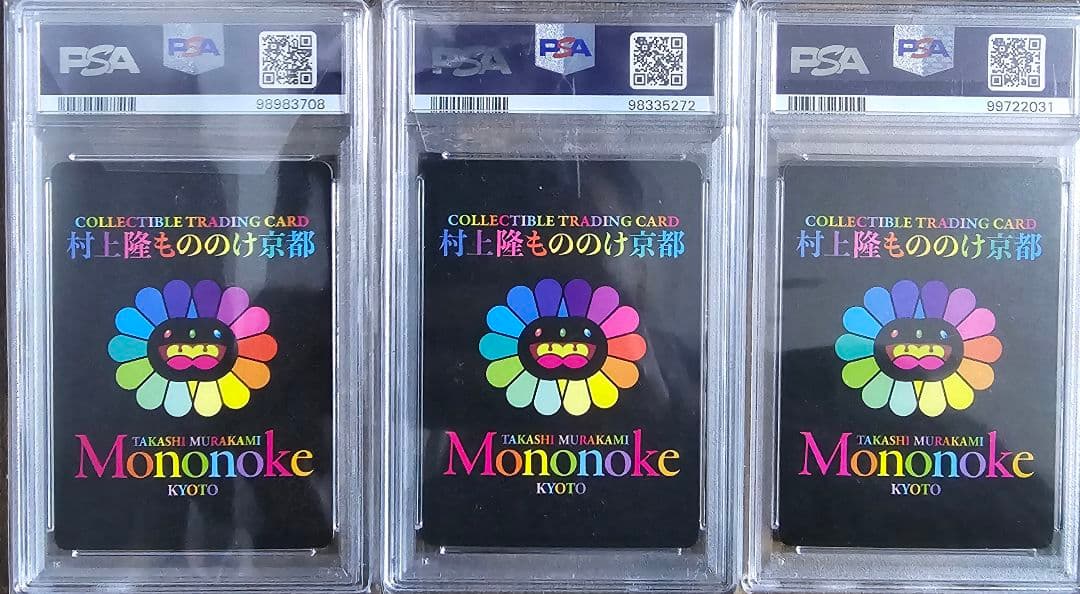 PSA PSA
98983708
COLLECTIBLE TRADING CARD
村上隆もののけ京都
TAKASHI MURAKAMI
Mononoke
KYOTO
PSA PSA
98335272
COLLECTIBLE TRADING CARD
村上隆もののけ京都
TAKASHI MURAKAMI
Mononoke
KYOTO
PSA PSA
99722031
COLLECTIBLE TRADING CARD
村上隆もののけ京都
TAKASHI MURAKAMI
Mononoke
KYOTO